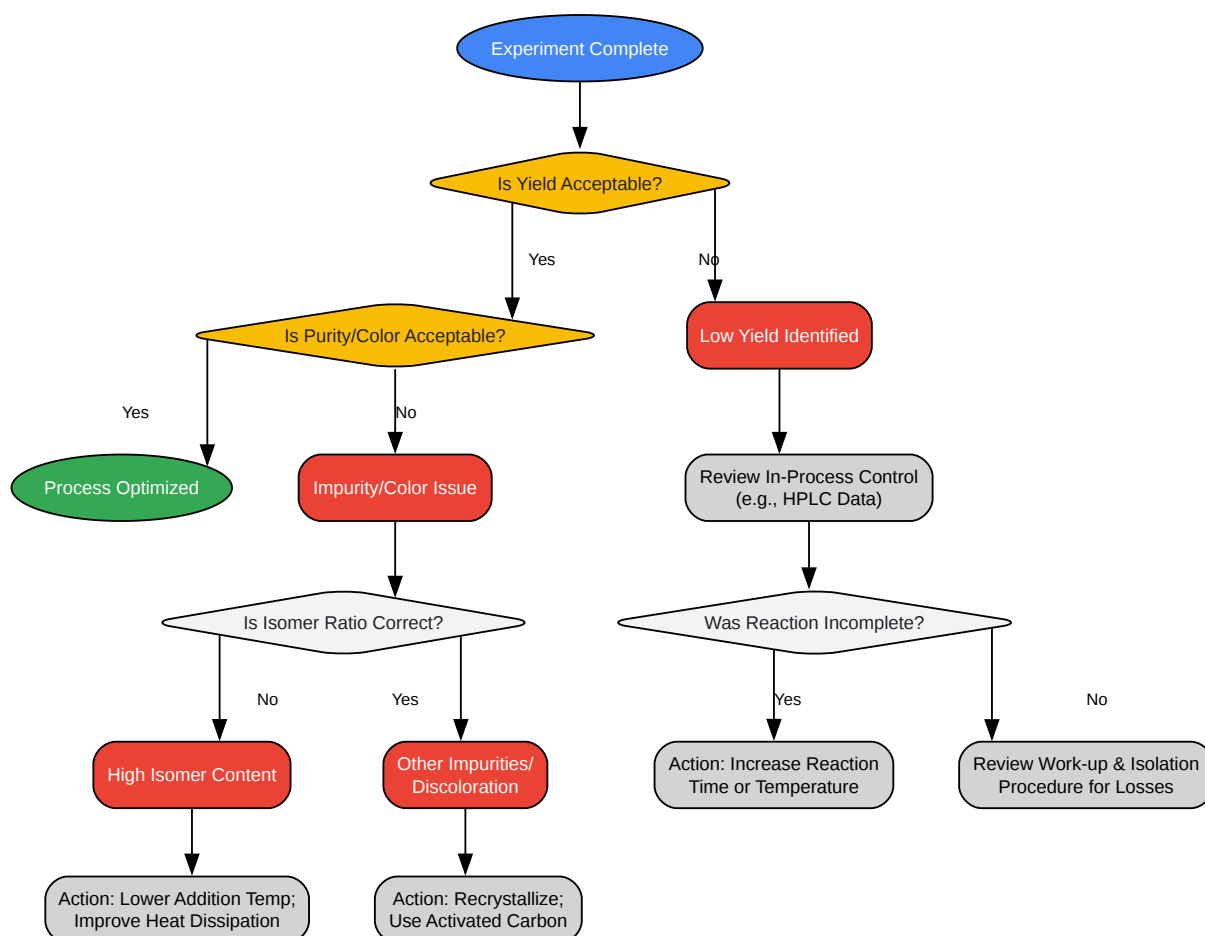 Experiment Complete
Is Yield Acceptable?
Yes
No
Is Purity/Color Acceptable?
Low Yield Identified
Yes
No
Process Optimized
Impurity/Color Issue
Review In-Process Control
(e.g., HPLC Data)
Is Isomer Ratio Correct?
Was Reaction Incomplete?
No
Yes
Yes
No
High Isomer Content
Other Impurities/
Discoloration
Action: Increase Reaction
Time or Temperature
Review Work-up & Isolation
Procedure for Losses
Action: Lower Addition Temp;
Improve Heat Dissipation
Action: Recrystallize;
Use Activated Carbon